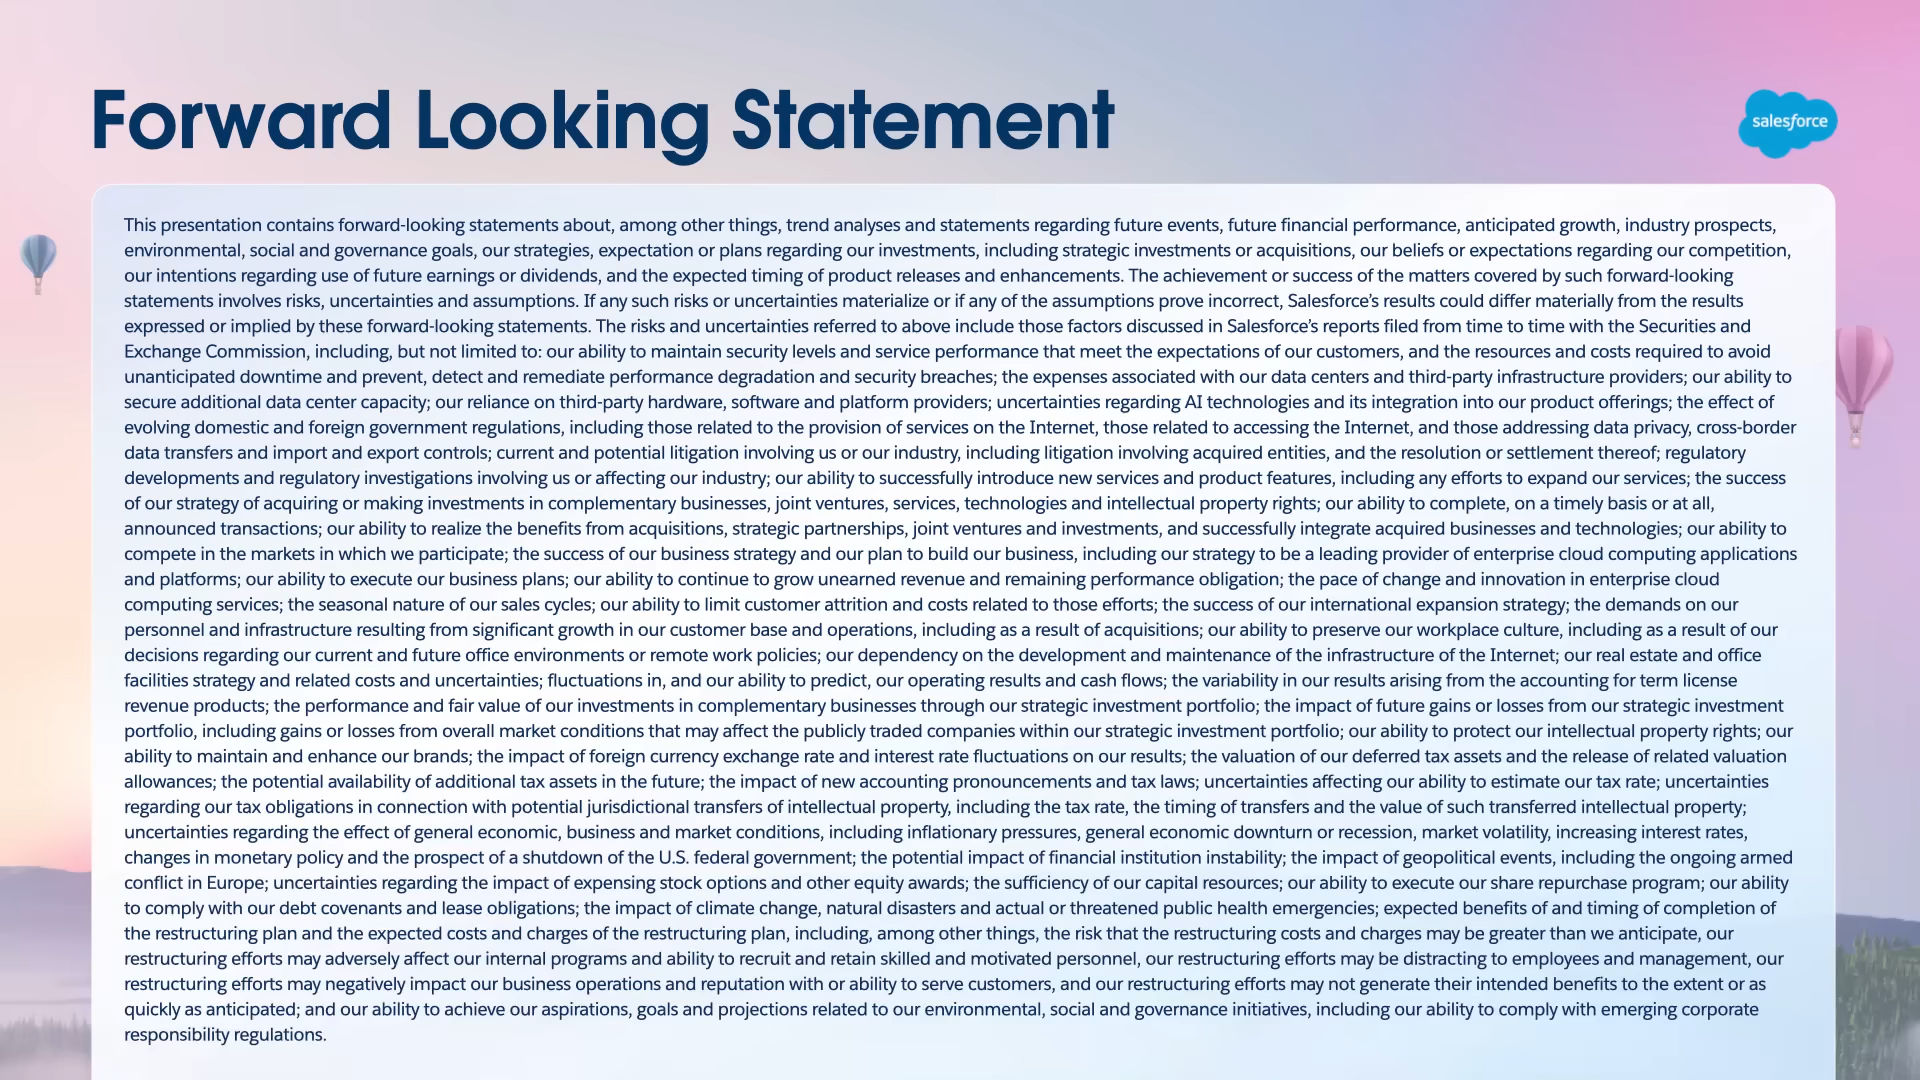 Forward Looking Statement
salesforce
This presentation contains forward-looking statements about, among other things, trend analyses and statements regarding future events, future financial performance, anticipated growth, industry prospects,
environmental, social and governance goals, our strategies, expectation or plans regarding our investments, including strategic investments or acquisitions, our beliefs or expectations regarding our competition,
our intentions regarding use of future earnings or dividends, and the expected timing of product releases and enhancements. The achievement or success of the matters covered by such forward-looking
statements involves risks, uncertainties and assumptions. If any such risks or uncertainties materialize or if any of the assumptions prove incorrect, Salesforce’s results could differ materially from the results
expressed or implied by these forward-looking statements. The risks and uncertainties referred to above include those factors discussed in Salesforce’s reports filed from time to time with the Securities and
Exchange Commission, including, but not limited to: our ability to maintain security levels and service performance that meet the expectations of our customers, and the resources and costs required to avoid
unanticipated downtime and prevent, detect and remediate performance degradation and security breaches; the expenses associated with our data centers and third-party infrastructure providers; our ability to
secure additional data center capacity; our reliance on third-party hardware, software and platform providers; uncertainties regarding AI technologies and its integration into our product offerings; the effect of
evolving domestic and foreign government regulations, including those related to the provision of services on the Internet, those related to accessing the Internet, and those addressing data privacy, cross-border
data transfers and import and export controls; current and potential litigation involving us or our industry, including litigation involving acquired entities, and the resolution or settlement thereof; regulatory
developments and regulatory investigations involving us or affecting our industry; our ability to successfully introduce new services and product features, including any efforts to expand our services; the success
of our strategy of acquiring or making investments in complementary businesses, joint ventures, services, technologies and intellectual property rights; our ability to complete, on a timely basis or at all,
announced transactions; our ability to realize the benefits from acquisitions, strategic partnerships, joint ventures and investments, and successfully integrate acquired businesses and technologies; our ability to
compete in the markets in which we participate; the success of our business strategy and our plan to build our business, including our strategy to be a leading provider of enterprise cloud computing applications
and platforms; our ability to execute our business plans; our ability to continue to grow unearned revenue and remaining performance obligation; the pace of change and innovation in enterprise cloud
computing services; the seasonal nature of our sales cycles; our ability to limit customer attrition and costs related to those efforts; the success of our international expansion strategy; the demands on our
personnel and infrastructure resulting from significant growth in our customer base and operations, including as a result of acquisitions; our ability to preserve our workplace culture, including as a result of our
decisions regarding our current and future office environments or remote work policies; our dependency on the development and maintenance of the infrastructure of the Internet; our real estate and office
facilities strategy and related costs and uncertainties; fluctuations in, and our ability to predict, our operating results and cash flows; the variability in our results arising from the accounting for term license
revenue products; the performance and fair value of our investments in complementary businesses through our strategic investment portfolio; the impact of future gains or losses from our strategic investment
portfolio, including gains or losses from overall market conditions that may affect the publicly traded companies within our strategic investment portfolio; our ability to protect our intellectual property rights; our
ability to maintain and enhance our brands; the impact of foreign currency exchange rate and interest rate fluctuations on our results; the valuation of our deferred tax assets and the release of related valuation
allowances; the potential availability of additional tax assets in the future; the impact of new accounting pronouncements and tax laws; uncertainties affecting our ability to estimate our tax rate; uncertainties
regarding our tax obligations in connection with potential jurisdictional transfers of intellectual property, including the tax rate, the timing of transfers and the value of such transferred intellectual property;
uncertainties regarding the effect of general economic, business and market conditions, including inflationary pressures, general economic downturn or recession, market volatility, increasing interest rates,
changes in monetary policy and the prospect of a shutdown of the U.S. federal government; the potential impact of financial institution instability; the impact of geopolitical events, including the ongoing armed
conflict in Europe; uncertainties regarding the impact of expensing stock options and other equity awards; the sufficiency of our capital resources; our ability to execute our share repurchase program; our ability
to comply with our debt covenants and lease obligations; the impact of climate change, natural disasters and actual or threatened public health emergencies; expected benefits of and timing of completion of
the restructuring plan and the expected costs and charges of the restructuring plan, including, among other things, the risk that the restructuring costs and charges may be greater than we anticipate, our
restructuring efforts may adversely affect our internal programs and ability to recruit and retain skilled and motivated personnel, our restructuring efforts may be distracting to employees and management, our
restructuring efforts may negatively impact our business operations and reputation with or ability to serve customers, and our restructuring efforts may not generate their intended benefits to the extent or as
quickly as anticipated; and our ability to achieve our aspirations, goals and projections related to our environmental, social and governance initiatives, including our ability to comply with emerging corporate
responsibility regulations.